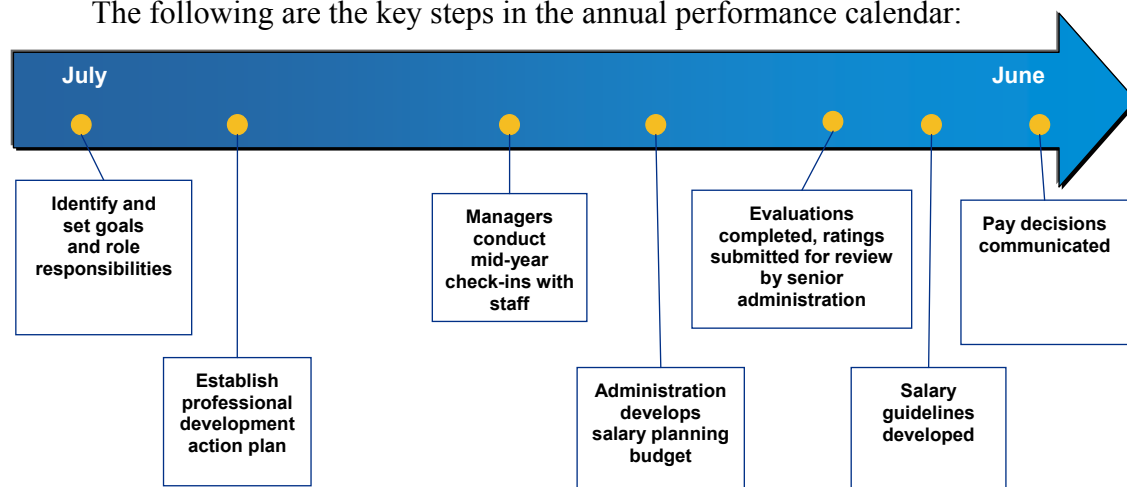 The following are the key steps in the annual performance calendar:
July
June
Identify and
set goals
and role
responsibilities
Establish
professional
development
action plan
Managers
conduct
mid-year
check-ins with
staff
Administration
develops
salary planning
budget
Evaluations
completed, ratings
submitted for review
by senior
administration
Salary
guidelines
developed
Pay decisions
communicated